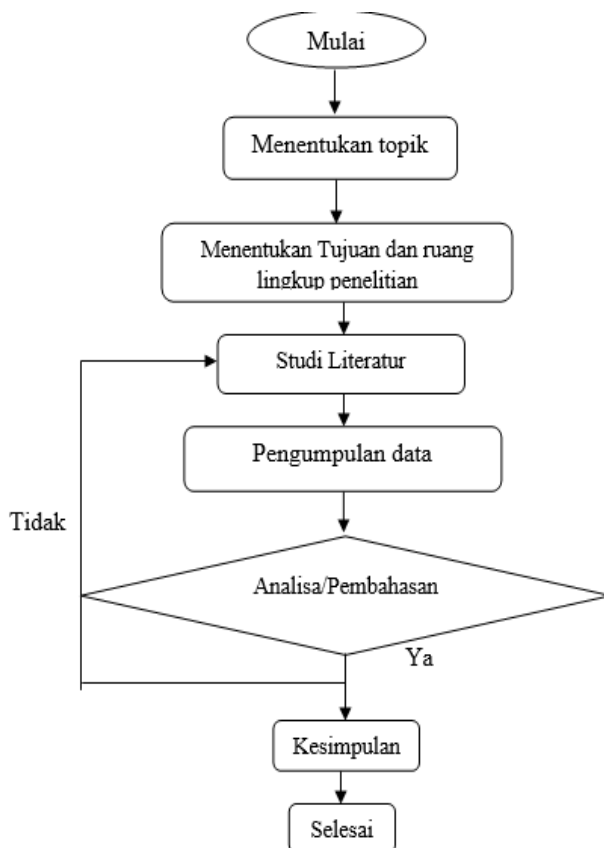 Mulai
Menentukan topik
Menentukan Tujuan dan ruang
lingkup penelitian
Studi Literatur
Pengumpulan data
Tidak
Analisa/Pembahasan
Ya
Kesimpulan
Selesai